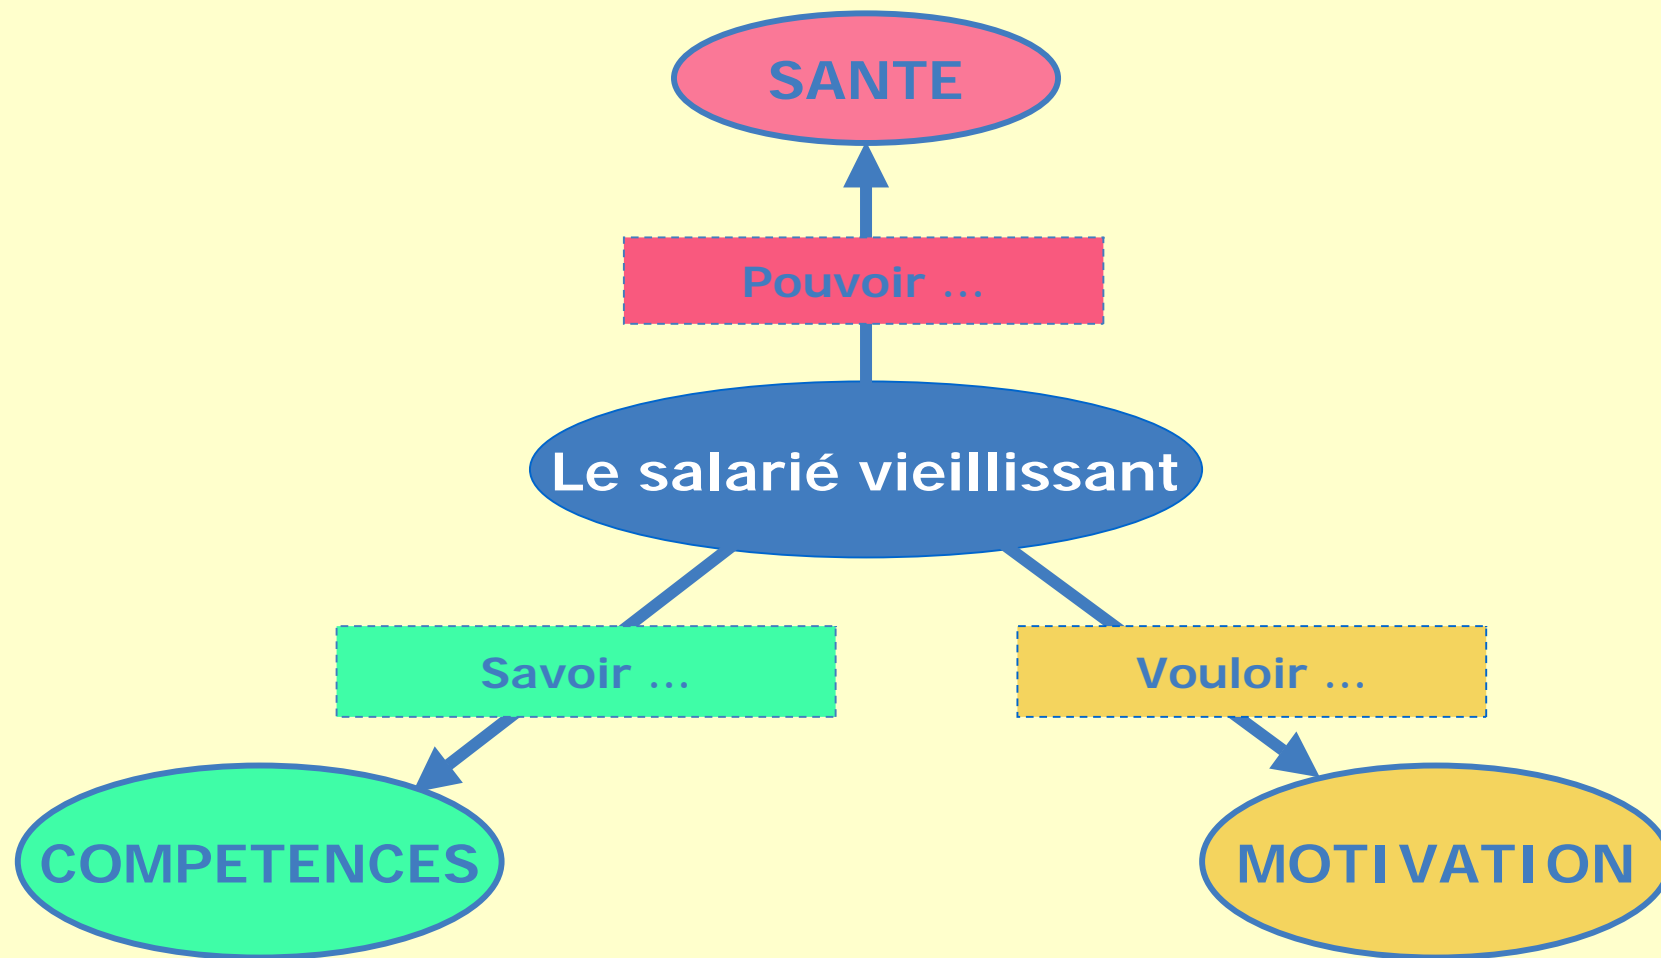 SANTE
Pouvoir ...
Le salarié vieillissant
Savoir ...
Vouloir ...
COMPETENCES
MOTIVATION